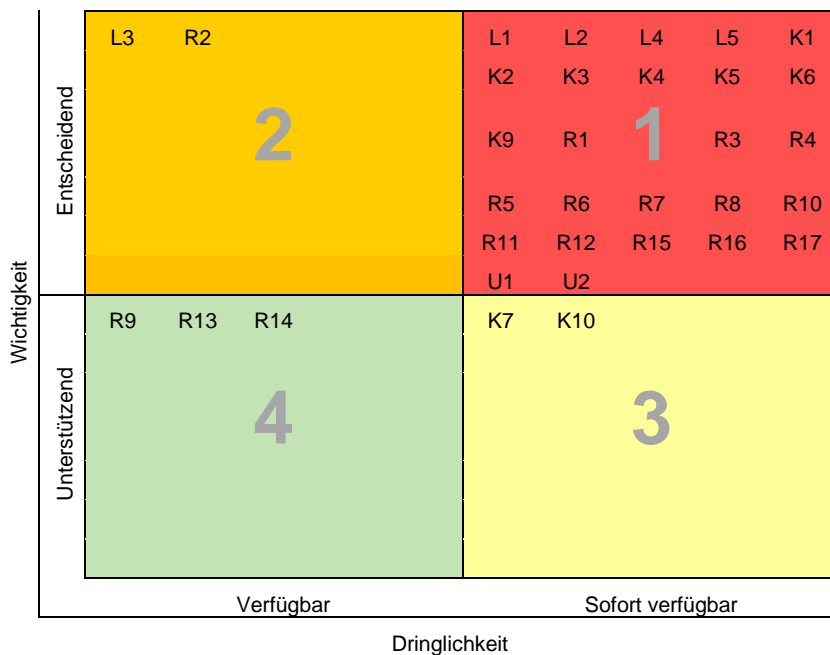 L3 R2 L1 L2 L4 L5 K1
K2 K3 K4 K5 K6
2 K9 R1 1 R3 R4
R5 R6 R7 R8 R10
R11 R12 R15 R16 R17
U1 U2
R9 R13 R14 K7 K10
4 3
Wichtigkeit
Entscheidend
Unterstützend
Verfügbar Sofort verfügbar
Dringlichkeit